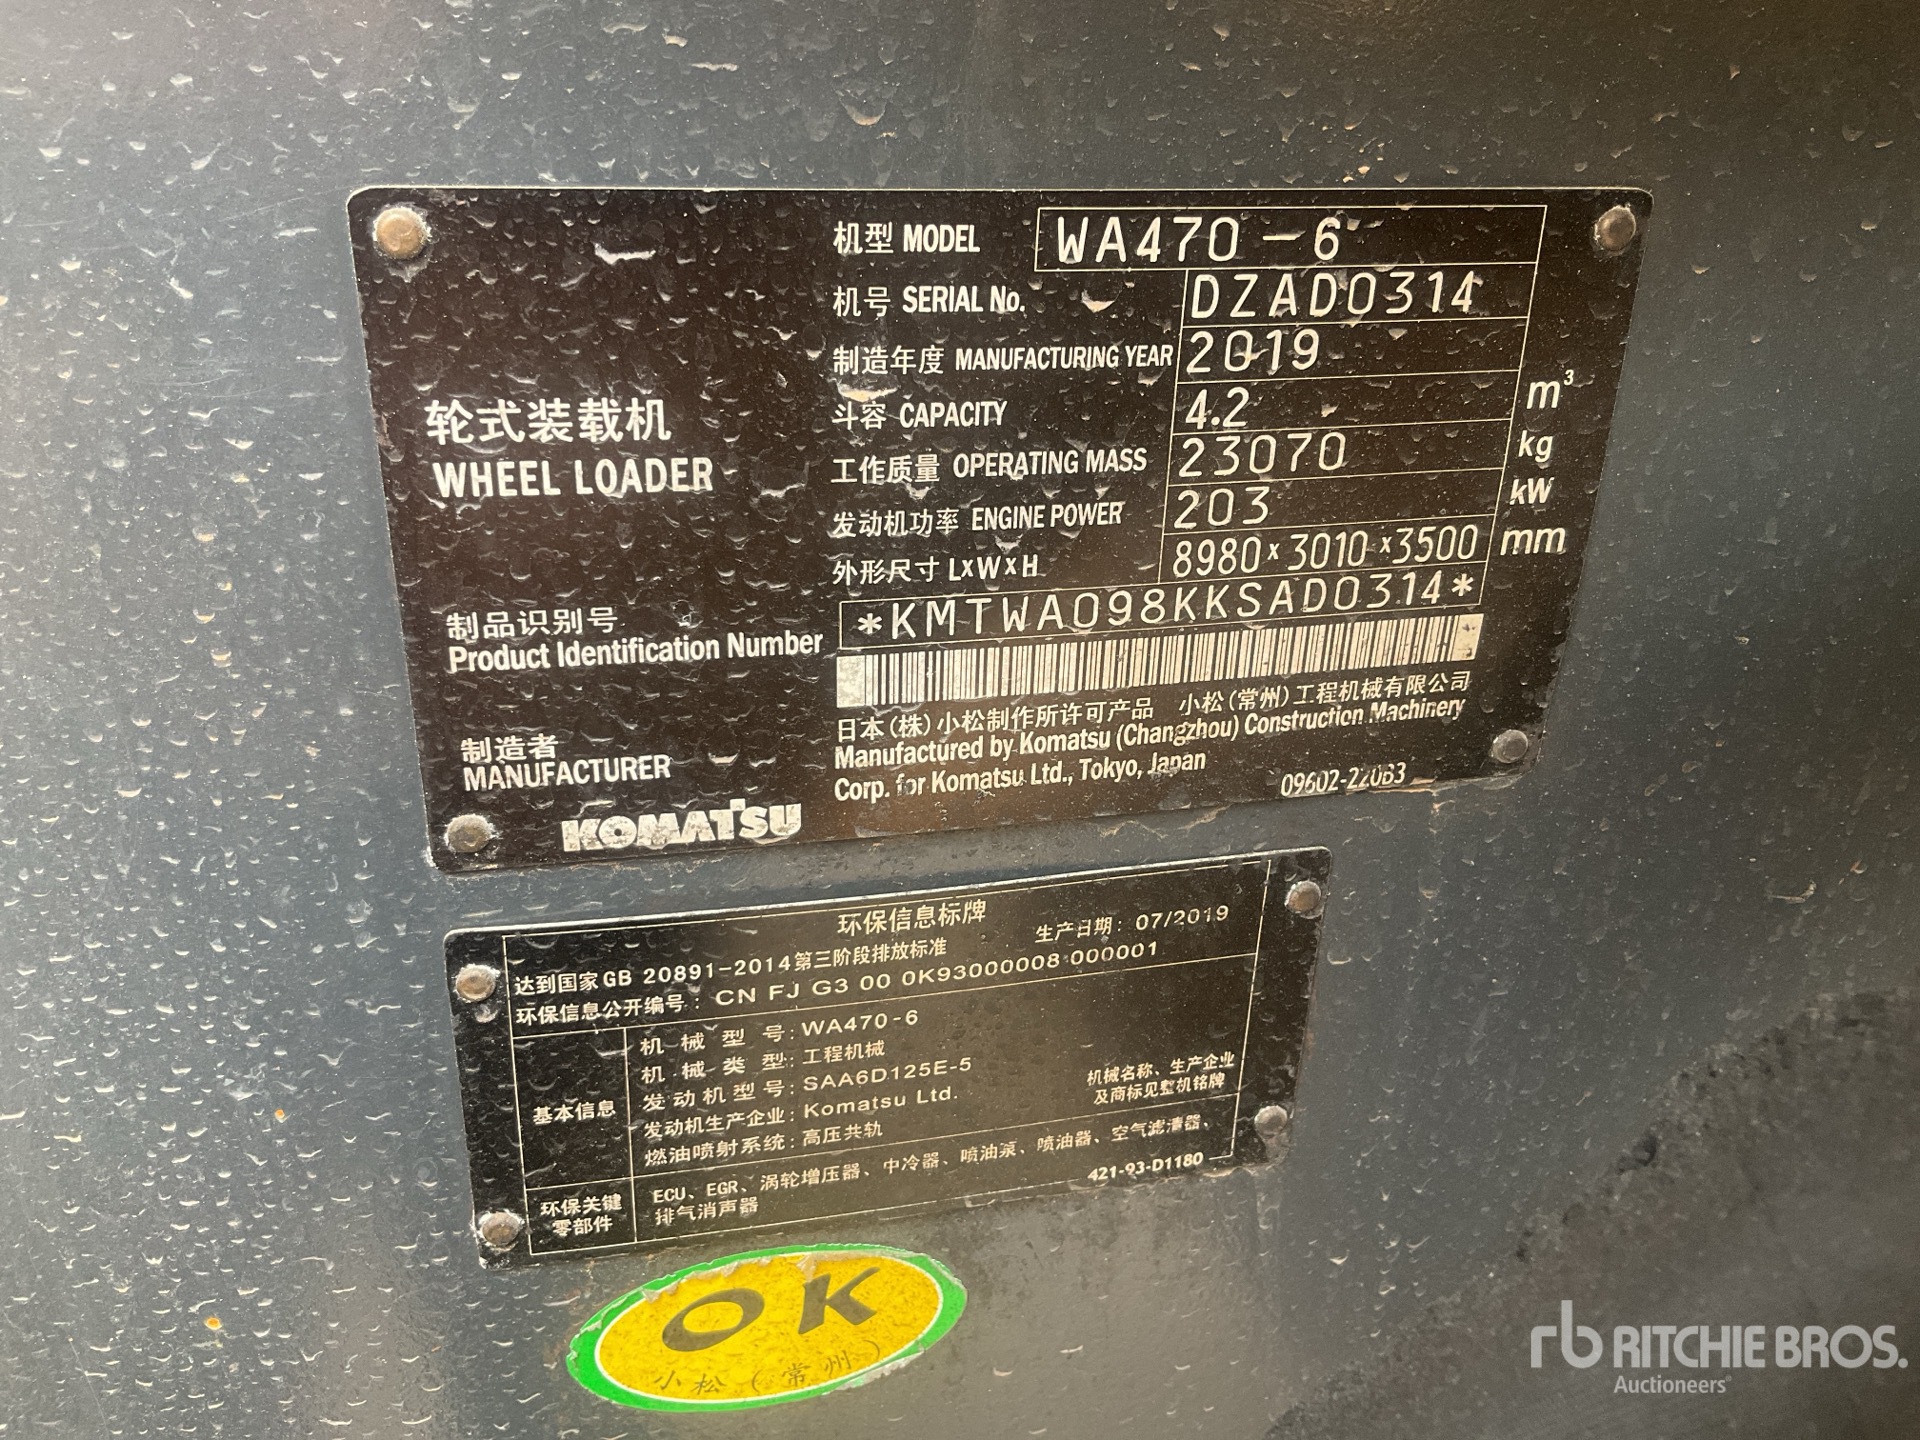 机型 MODEL WA470-6
机号 SERIAL No. DZAD0314
制造年度 MANUFACTURING YEAR 2019
斗容 CAPACITY 4.2 m³
轮式装载机
WHEEL LOADER
工作质量 OPERATING MASS 23070 kg
发动机功率 ENGINE POWER 203 kW
外形尺寸 L×W×H 8980×3010×3500 mm
制品识别号
Product Identification Number
*KMTWA098KKSAD0314*
日本(株)小松制作所许可产品 小松(常州)工程机械有限公司
制造者
MANUFACTURER
Manufactured by Komatsu (Changzhou) Construction Machinery
Corp. for Komatsu Ltd., Tokyo, Japan
09602-220B3
KOMATSU
环保信息标牌
达到国家GB 20891-2014第三阶段排放标准
生产日期: 07/2019
环保信息公开编号: CN FJ G3 00 0K93000008 000001
基本信息
机械型号: WA470-6
机械类型: 工程机械
发动机型号: SAA6D125E-5
发动机生产企业: Komatsu Ltd.
燃油喷射系统: 高压共轨
机械名称、生产企业
及商标见整机铭牌
环保关键
零部件
ECU、EGR、涡轮增压器、中冷器、喷油泵、喷油器、空气滤清器、
排气消声器
421-93-D1180
OK
小松(常州)
rb RITCHIE BROS.
Auctioneers